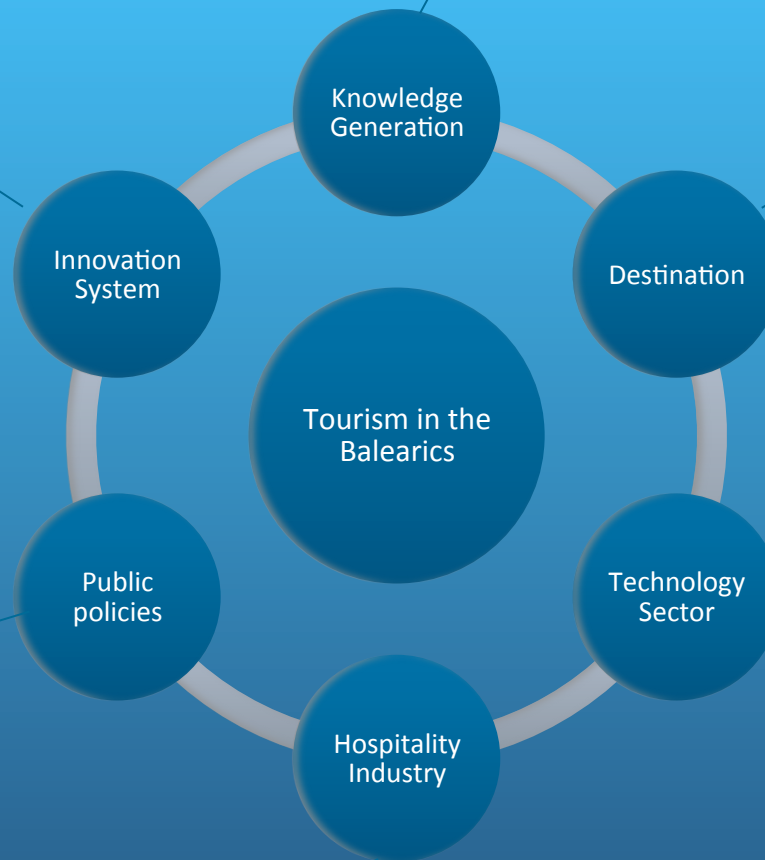 Knowledge
Generation
Innovation
System
Destination
Tourism in the
Balearics
Public
policies
Technology
Sector
Hospitality
Industry